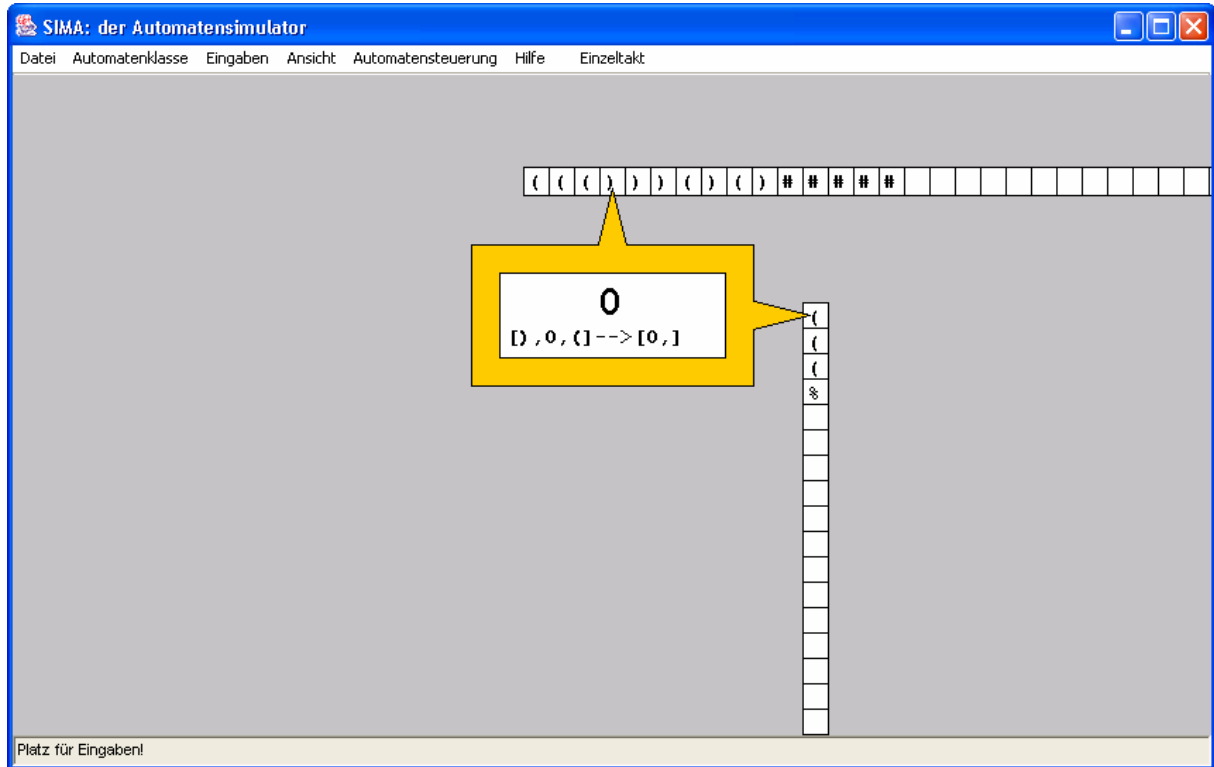 SIMA: der Automatensimulator
Datei Automatenklasse Eingaben Ansicht Automatensteuerung Hilfe Einzeltakt
( ( ( ) ) ) ( ) ( ) # # # # #
0
[),0,(]-->[0,]
(
(
(
%
Platz für Eingaben!